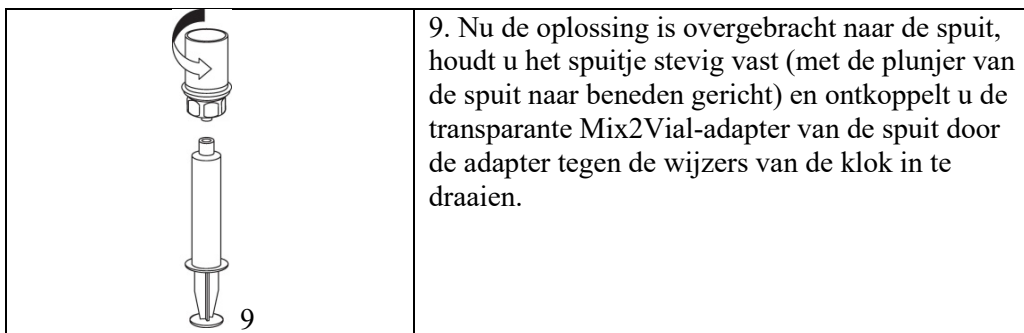 9
9. Nu de oplossing is overgebracht naar de spuit,
houdt u het spuitje stevig vast (met de plunjer van
de spuit naar beneden gericht) en ontkoppelt u de
transparante Mix2Vial-adapter van de spuit door
de adapter tegen de wijzers van de klok in te
draaien.